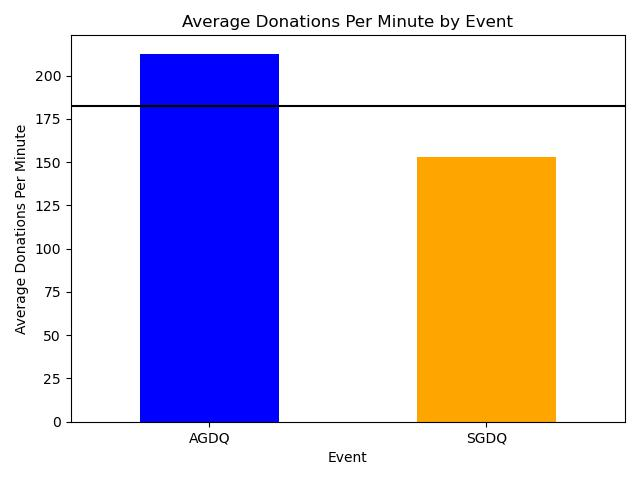 Average Donations Per Minute by Event
Average Donations Per Minute
200
175
150
125
100
75
50
25
0
AGDQ
SGDQ
Event